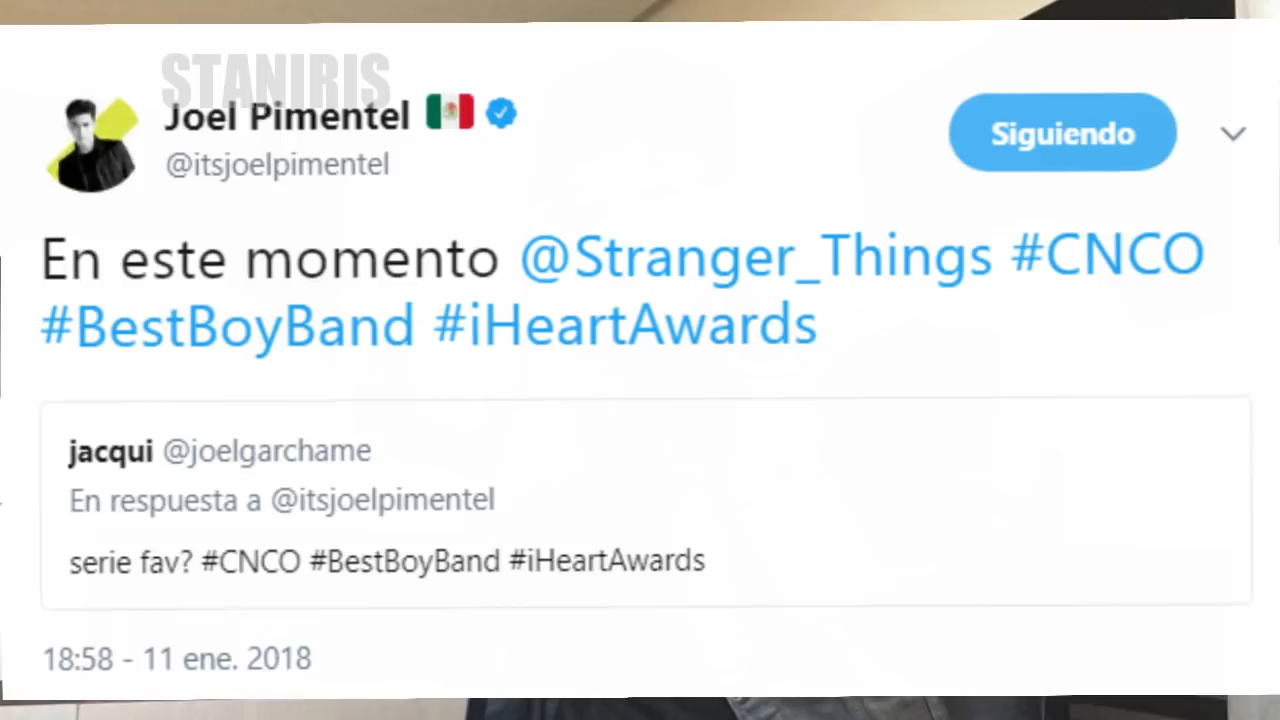 STANIRIS
Joel Pimentel
@itsjoelpimentel
Siguiendo
En este momento @Stranger_Things #CNCO
#BestBoyBand #iHeartAwards
jacqui @joelgarchame
En respuesta a @itsjoelpimentel
serie fav? #CNCO #BestBoyBand #iHeartAwards
18:58 - 11 ene. 2018